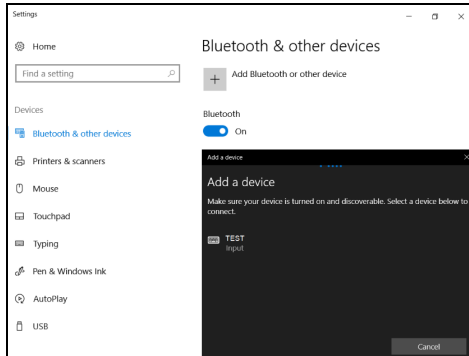 Settings
Home
Find a setting
Devices
Bluetooth & other devices
Printers & scanners
Mouse
Touchpad
Typing
Pen & Windows Ink
AutoPlay
USB
Bluetooth & other devices
Add Bluetooth or other device
Bluetooth
On
Add a device
Add a device
Make sure your device is turned on and discoverable. Select a device below to
connect.
TEST
Input
Cancel